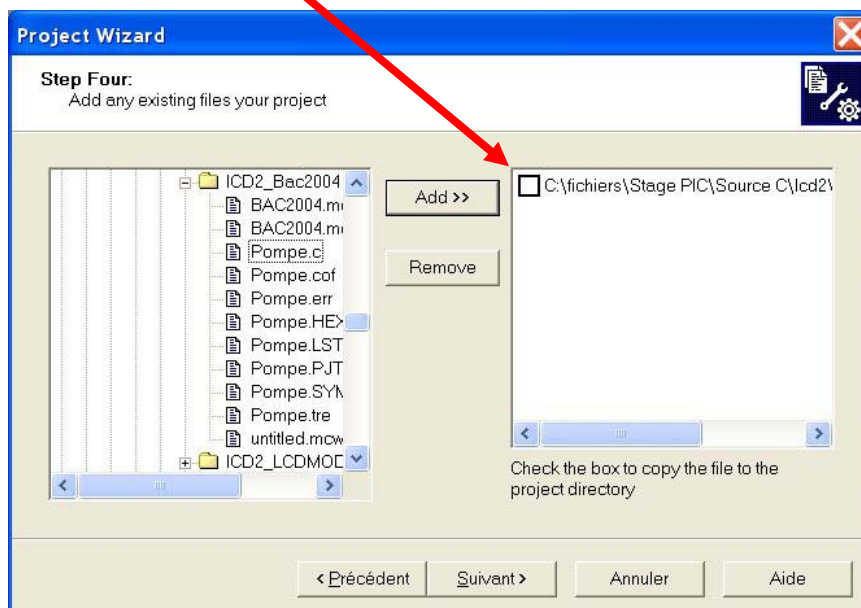 Project Wizard
Step Four:
Add any existing files your project
ICD2_Bac2004
BAC2004.m
BAC2004.m
Pompe.c
Pompe.cof
Pompe.err
Pompe.HEX
Pompe.LST
Pompe.PJT
Pompe.SYM
Pompe.tre
untitled.mcw
ICD2_LCDMOD
Add >>
Remove
C:\fichiers\Stage PIC\Source C\Icd2\
Check the box to copy the file to the
project directory
< Précédent
Suivant >
Annuler
Aide